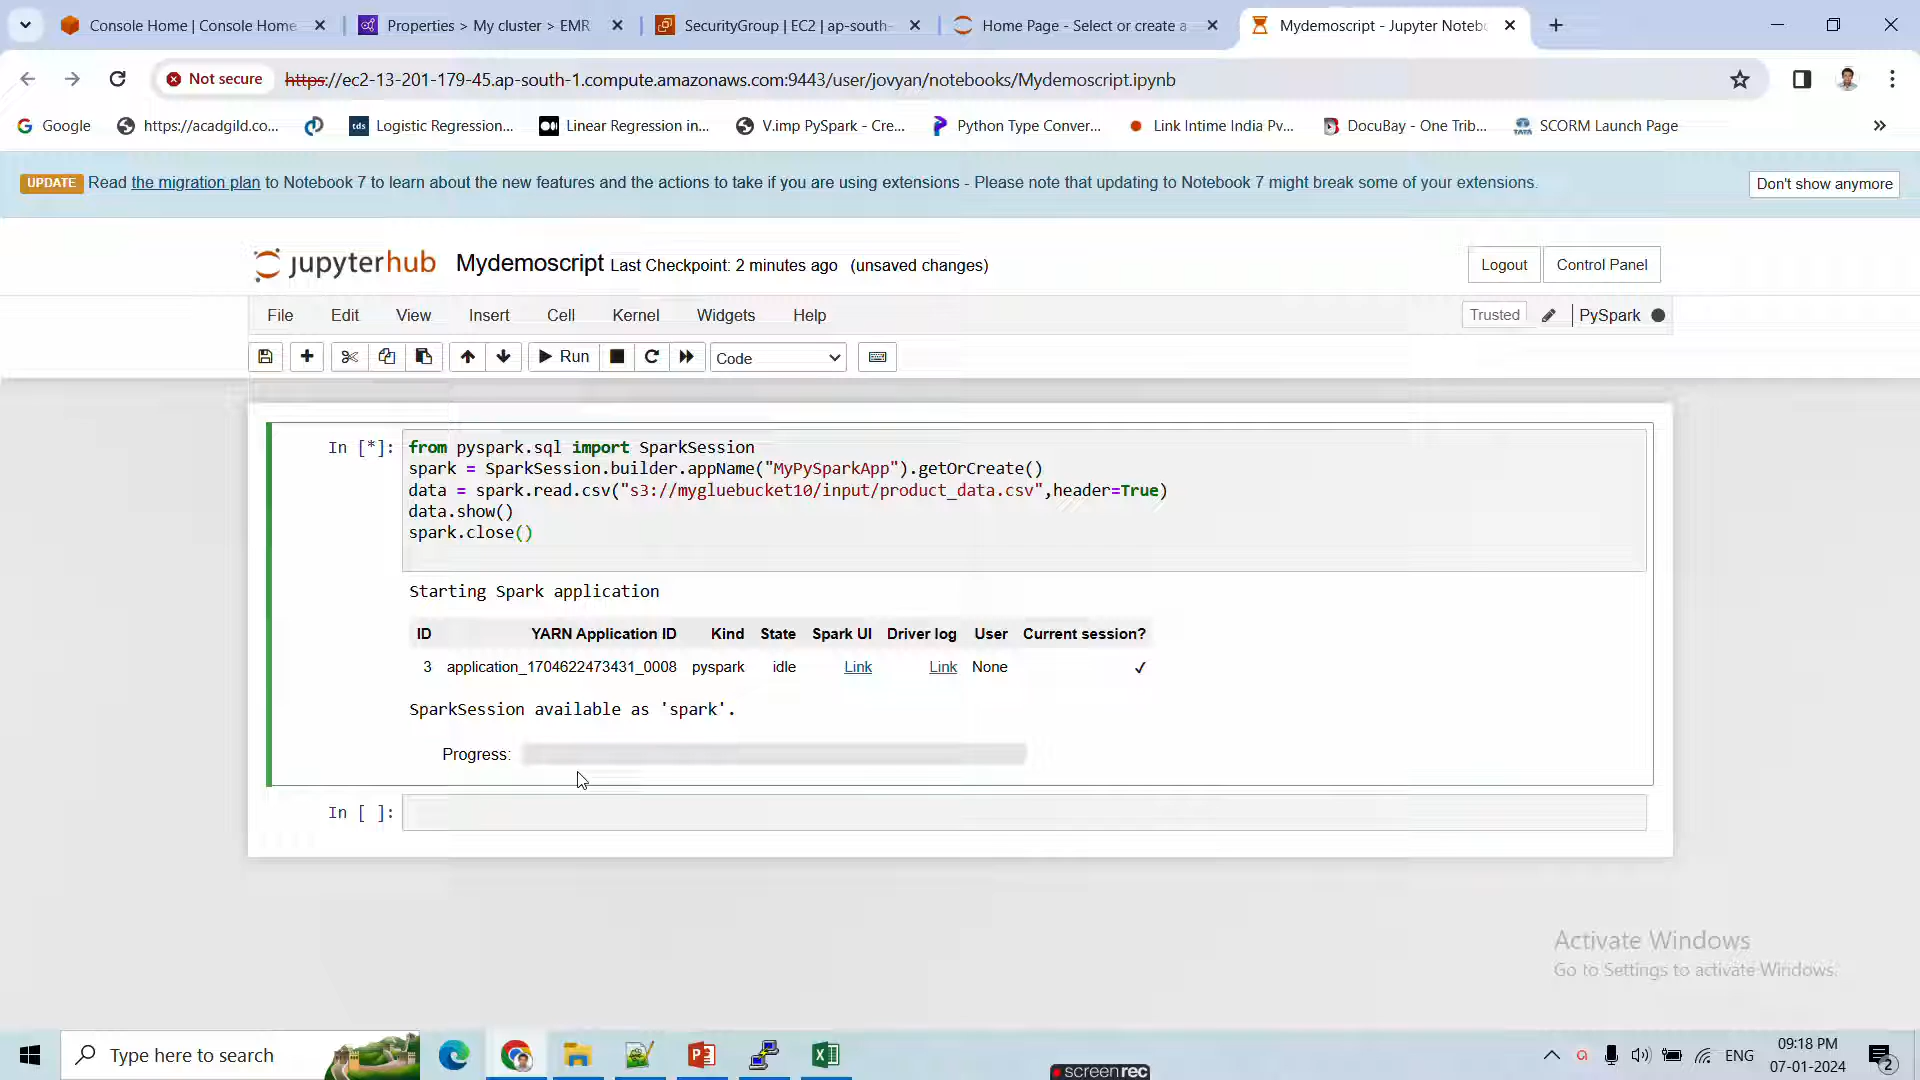 Console Home | Console Home
Properties > My cluster > EMR
SecurityGroup | EC2 | ap-south-
Home Page - Select or create a
Mydemoscript - Jupyter Notebo
Not secure https://ec2-13-201-179-45.ap-south-1.compute.amazonaws.com:9443/user/jovyan/notebooks/Mydemoscript.ipynb
Google https://acadgild.co... tds Logistic Regression... Linear Regression in... V.imp PySpark - Cre... Python Type Conver... Link Intime India Pv... DocuBay - One Trib... TATA SCORM Launch Page »
UPDATE Read the migration plan to Notebook 7 to learn about the new features and the actions to take if you are using extensions - Please note that updating to Notebook 7 might break some of your extensions. Don't show anymore
jupyterhub Mydemoscript Last Checkpoint: 2 minutes ago (unsaved changes) Logout Control Panel
File Edit View Insert Cell Kernel Widgets Help Trusted PySpark
Run Code
In [*]: from pyspark.sql import SparkSession
spark = SparkSession.builder.appName("MyPySparkApp").getOrCreate()
data = spark.read.csv("s3://mygluebucket10/input/product_data.csv",header=True)
data.show()
spark.close()
Starting Spark application
ID YARN Application ID Kind State Spark UI Driver log User Current session?
3 application_1704622473431_0008 pyspark idle Link Link None ✓
SparkSession available as 'spark'.
Progress:
In [ ]:
Activate Windows
Go to Settings to activate Windows.
Type here to search
ENG
09:18 PM
07-01-2024
2
screenrec